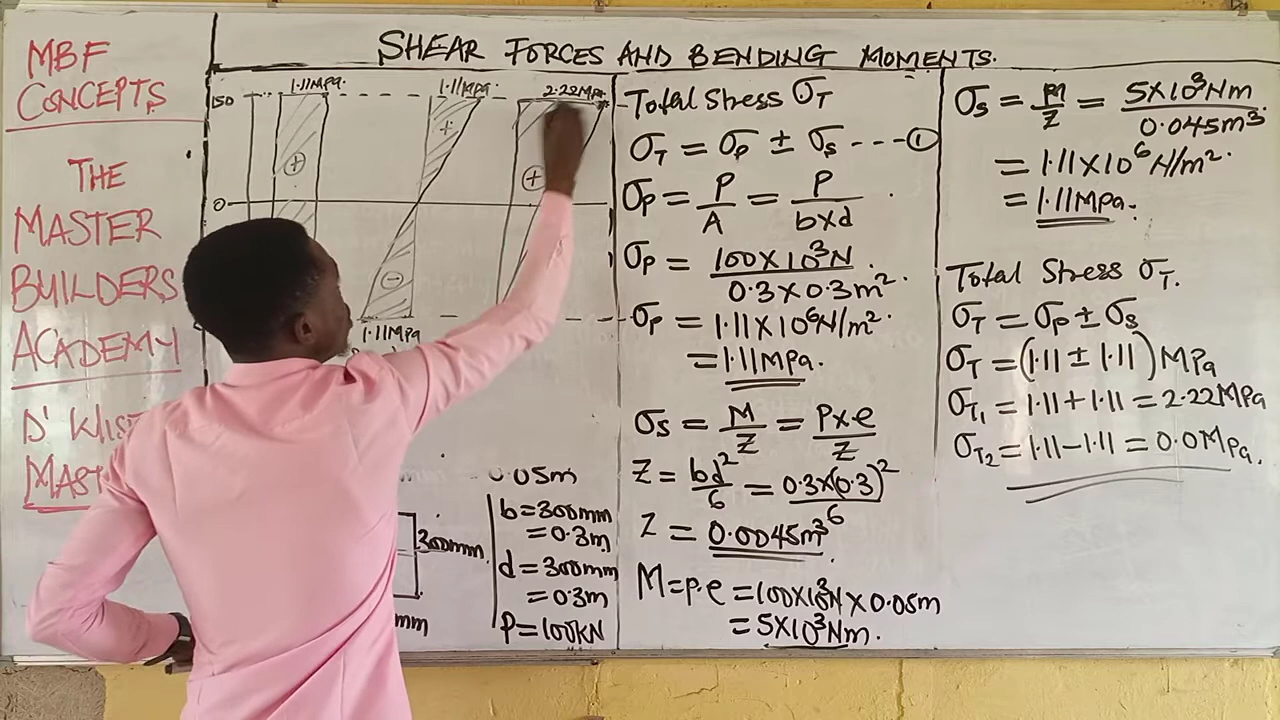 MBF
CONCEPTS
THE
MASTER
BUILDERS
ACADEMY
D' WISE
MAST
SHEAR FORCES AND BENDING MOMENTS.
1.11MPa.
1.11MPa.
2.22MPa.
150
+
+
+
0
-
1.11MPa
0.05m
b=300mm
=0.3m
d=300mm
=0.3m
P=100kN
300mm
mm
Total Stress σT
σT = σp ± σs ---- ①
σp = P/A = P/b×d .
σp = 100×10³N/0.3×0.3m².
σp = 1.11×10⁶N/m².
= 1.11MPa.
σs = M/Z = P×e/Z
Z = bd²/6 = 0.3×(0.3)²/6
Z = 0.0045m³
M=p.e =100×10³N×0.05m
= 5×10³Nm.
σs = M/Z = 5×10³Nm/0.045m³
= 1.11×10⁶N/m².
= 1.11MPa.
Total Stress σT.
σT = σp ± σs
σT = (1.11 ± 1.11) MPa
σT₁ = 1.11+1.11 = 2.22MPa
σT₂ = 1.11-1.11 = 0.0MPa.